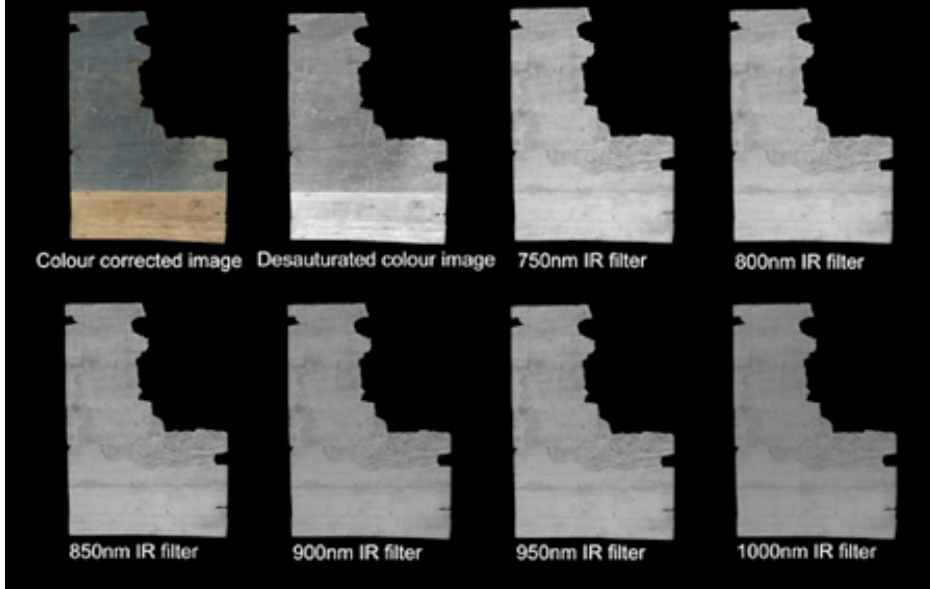 Colour corrected image
Desauturated colour image
750nm IR filter
800nm IR filter
850nm IR filter
900nm IR filter
950nm IR filter
1000nm IR filter